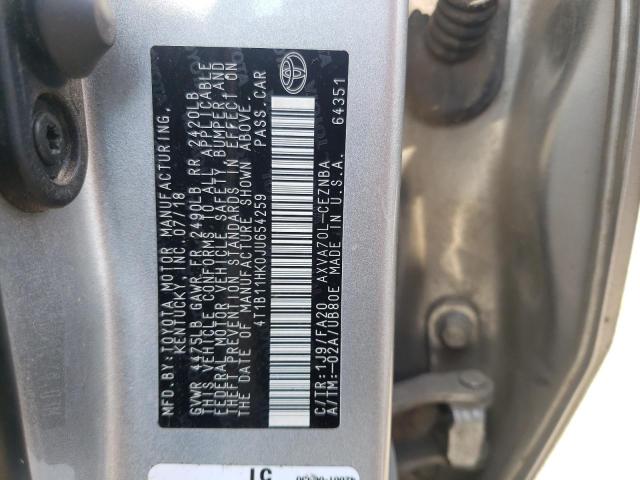 MFD.BY:TOYOTA MOTOR MANUFACTURING,
KENTUCKY INC. 07/18
GVWR 4475LB GAWR FR 2490LB RR 2420LB
THIS VEHICLE CONFORMS TO ALL APPLICABLE
FEDERAL MOTOR VEHICLE SAFETY, BUMPER, AND
THEFT PREVENTION STANDARDS IN EFFECT ON
THE DATE OF MANUFACTURE SHOWN ABOVE.
4T1B11HK0JU654259 PASS.CAR
C/TR:1J9/FA20 AXVA70L-CEZNBA
A/TM:-02A/UB80E MADE IN U.S.A. 64351